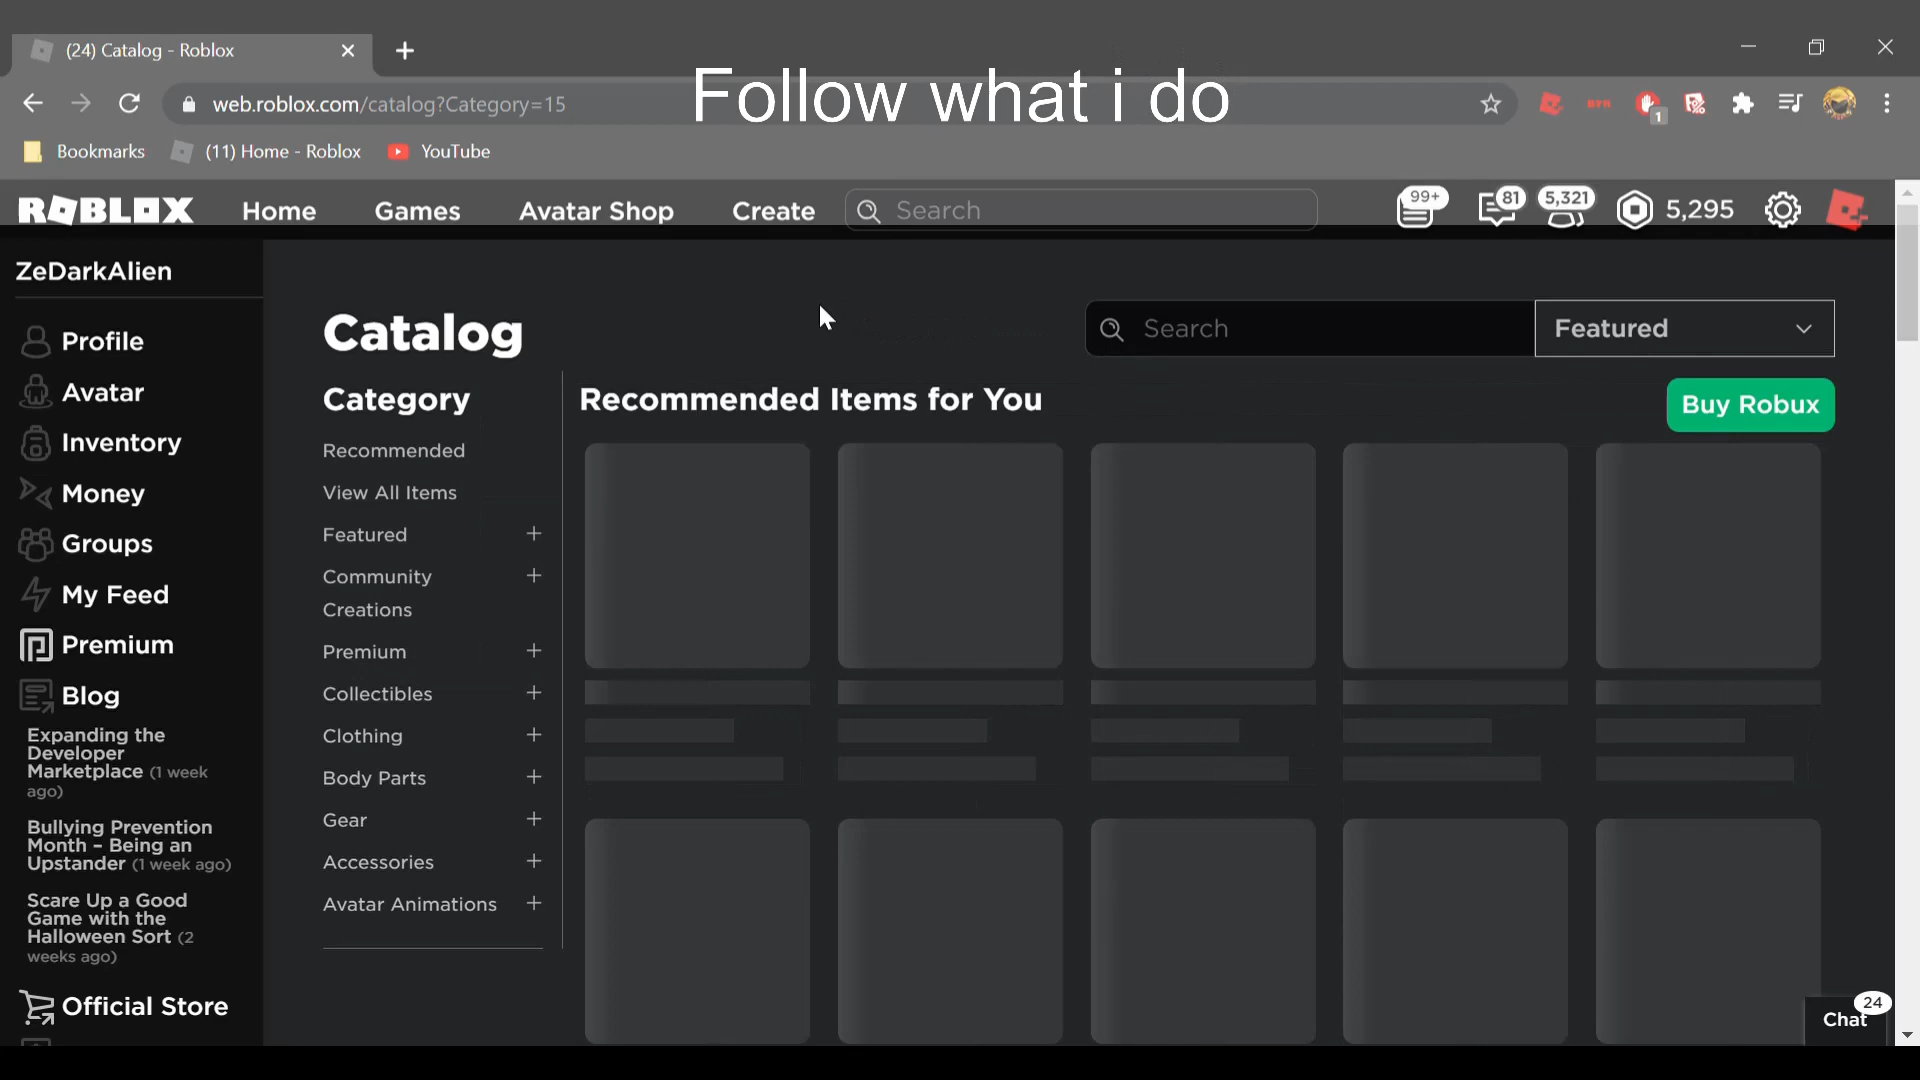 (24) Catalog - Roblox
Follow what i do
web.roblox.com/catalog?Category=15
1
Bookmarks
(11) Home - Roblox
YouTube
ROBLOX
Home
Games
Avatar Shop
Create
Search
99+
81
5,321
5,295
ZeDarkAlien
Profile
Avatar
Inventory
Money
Groups
My Feed
Premium
Blog
Expanding the
Developer
Marketplace (1 week
ago)
Bullying Prevention
Month – Being an
Upstander (1 week ago)
Scare Up a Good
Game with the
Halloween Sort (2
weeks ago)
Official Store
Catalog
Search
Featured
Category
Recommended
View All Items
Featured
Community
Creations
Premium
Collectibles
Clothing
Body Parts
Gear
Accessories
Avatar Animations
Recommended Items for You
Buy Robux
24
Chat